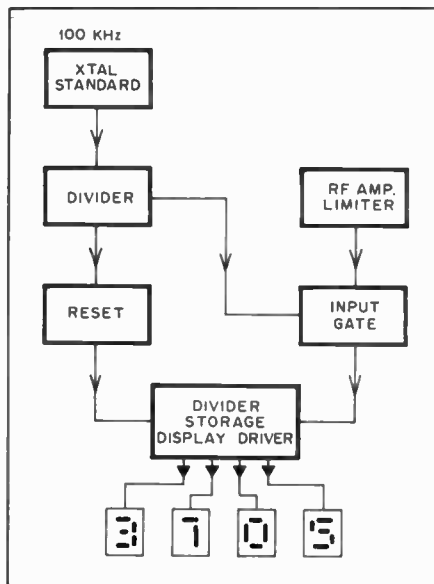 100 KHz
XTAL
STANDARD
DIVIDER
RF AMP.
LIMITER
RESET
INPUT
GATE
DIVIDER
STORAGE
DISPLAY DRIVER
3 7 0 5